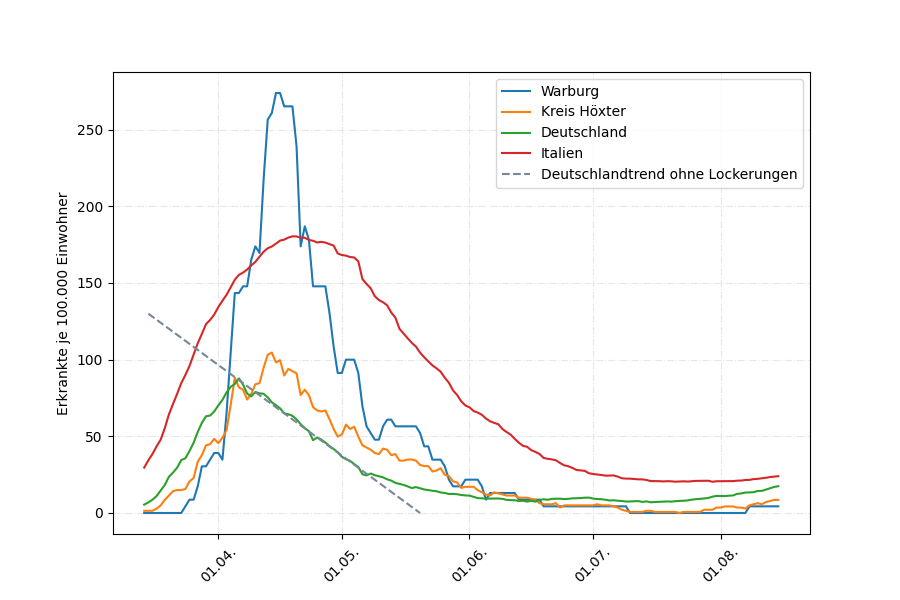 Warburg
Kreis Höxter
Deutschland
Italien
Deutschlandtrend ohne Lockerungen
Erkrankte je 100.000 Einwohner
250
200
150
100
50
0
01.04.
01.05.
01.06.
01.07.
01.08.